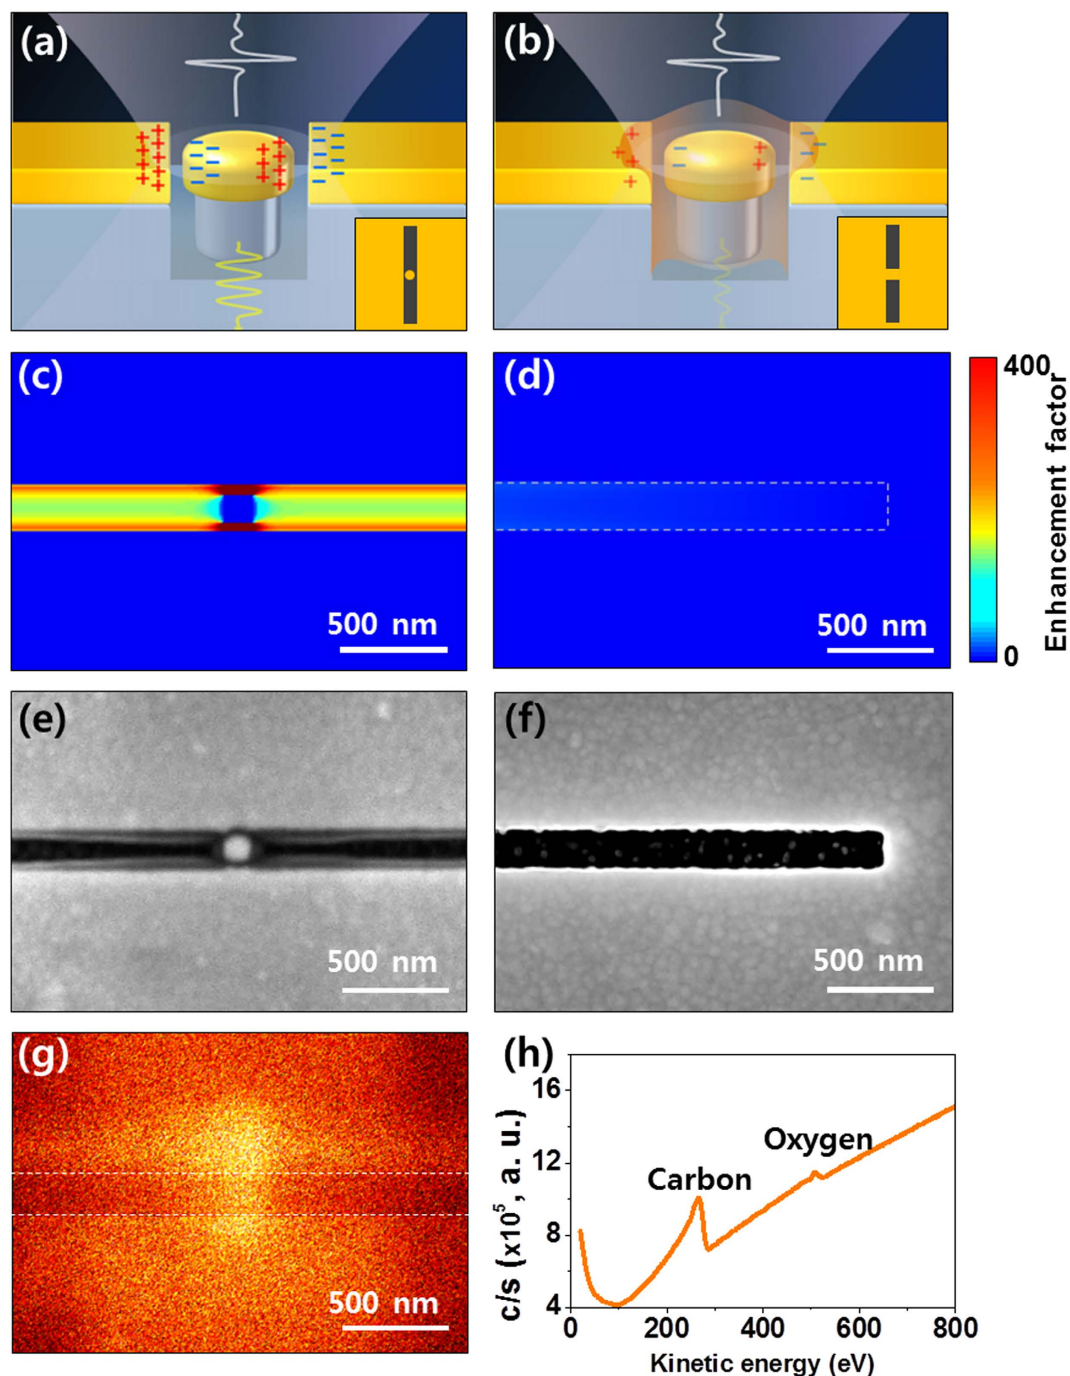 (a)
(b)
(c)
500 nm
(d)
500 nm
400
0
Enhancement factor
(e)
500 nm
(f)
500 nm
(g)
500 nm
(h)
c/s (x10⁵, a. u.)
16
12
8
4
Carbon
Oxygen
0 200 400 600 800
Kinetic energy (eV)